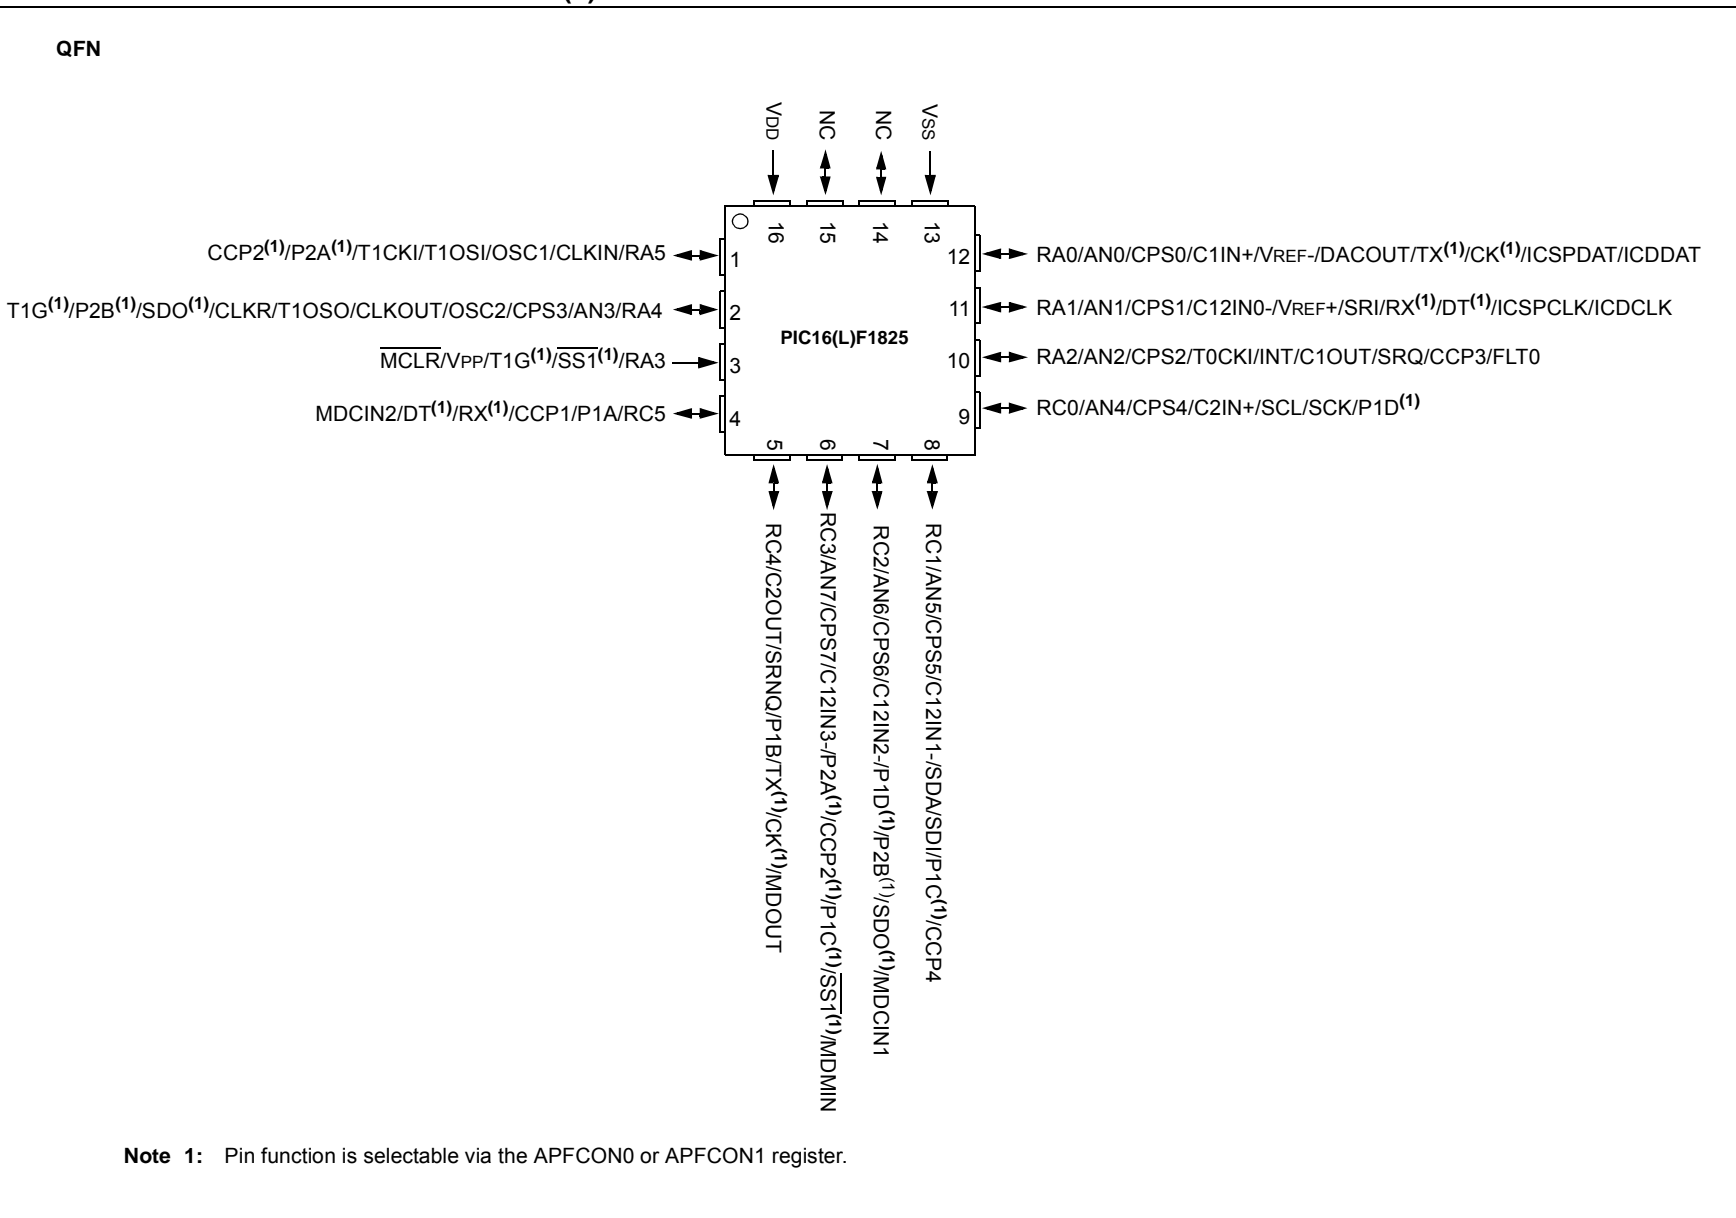 QFN
VDD
NC
NC
VSS
16
15
14
13
CCP2(1)/P2A(1)/T1CKI/T1OSI/OSC1/CLKIN/RA5
1
12
RA0/AN0/CPS0/C1IN+/VREF-/DACOUT/TX(1)/CK(1)/ICSPDAT/ICDDAT
T1G(1)/P2B(1)/SDO(1)/CLKR/T1OSO/CLKOUT/OSC2/CPS3/AN3/RA4
2
11
RA1/AN1/CPS1/C12IN0-/VREF+/SRI/RX(1)/DT(1)/ICSPCLK/ICDCLK
PIC16(L)F1825
MCLR/VPP/T1G(1)/SS1(1)/RA3
3
10
RA2/AN2/CPS2/T0CKI/INT/C1OUT/SRQ/CCP3/FLT0
MDCIN2/DT(1)/RX(1)/CCP1/P1A/RC5
4
9
RC0/AN4/CPS4/C2IN+/SCL/SCK/P1D(1)
5
6
7
8
RC4/C2OUT/SRNQ/P1B/TX(1)/CK(1)/MDOUT
RC3/AN7/CPS7/C12IN3-/P2A(1)/CCP2(1)/P1C(1)/SS1(1)/MDMIN
RC2/AN6/CPS6/C12IN2-/P1D(1)/P2B(1)/SDO(1)/MDCIN1
RC1/AN5/CPS5/C12IN1-/SDA/SDI/P1C(1)/CCP4
Note 1: Pin function is selectable via the APFCON0 or APFCON1 register.